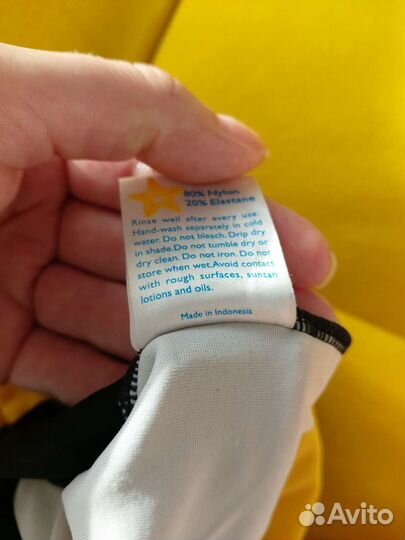 80% Nylon
20% Elastane
Rinse well after every use.
Hand-wash separately in cold
water. Do not bleach. Drip dry
in shade.Do not tumble dry or
dry clean. Do not iron. Do not
store when wet.Avoid contact
with rough surfaces, suntan
lotions and oils.
Made in Indonesia
Avito